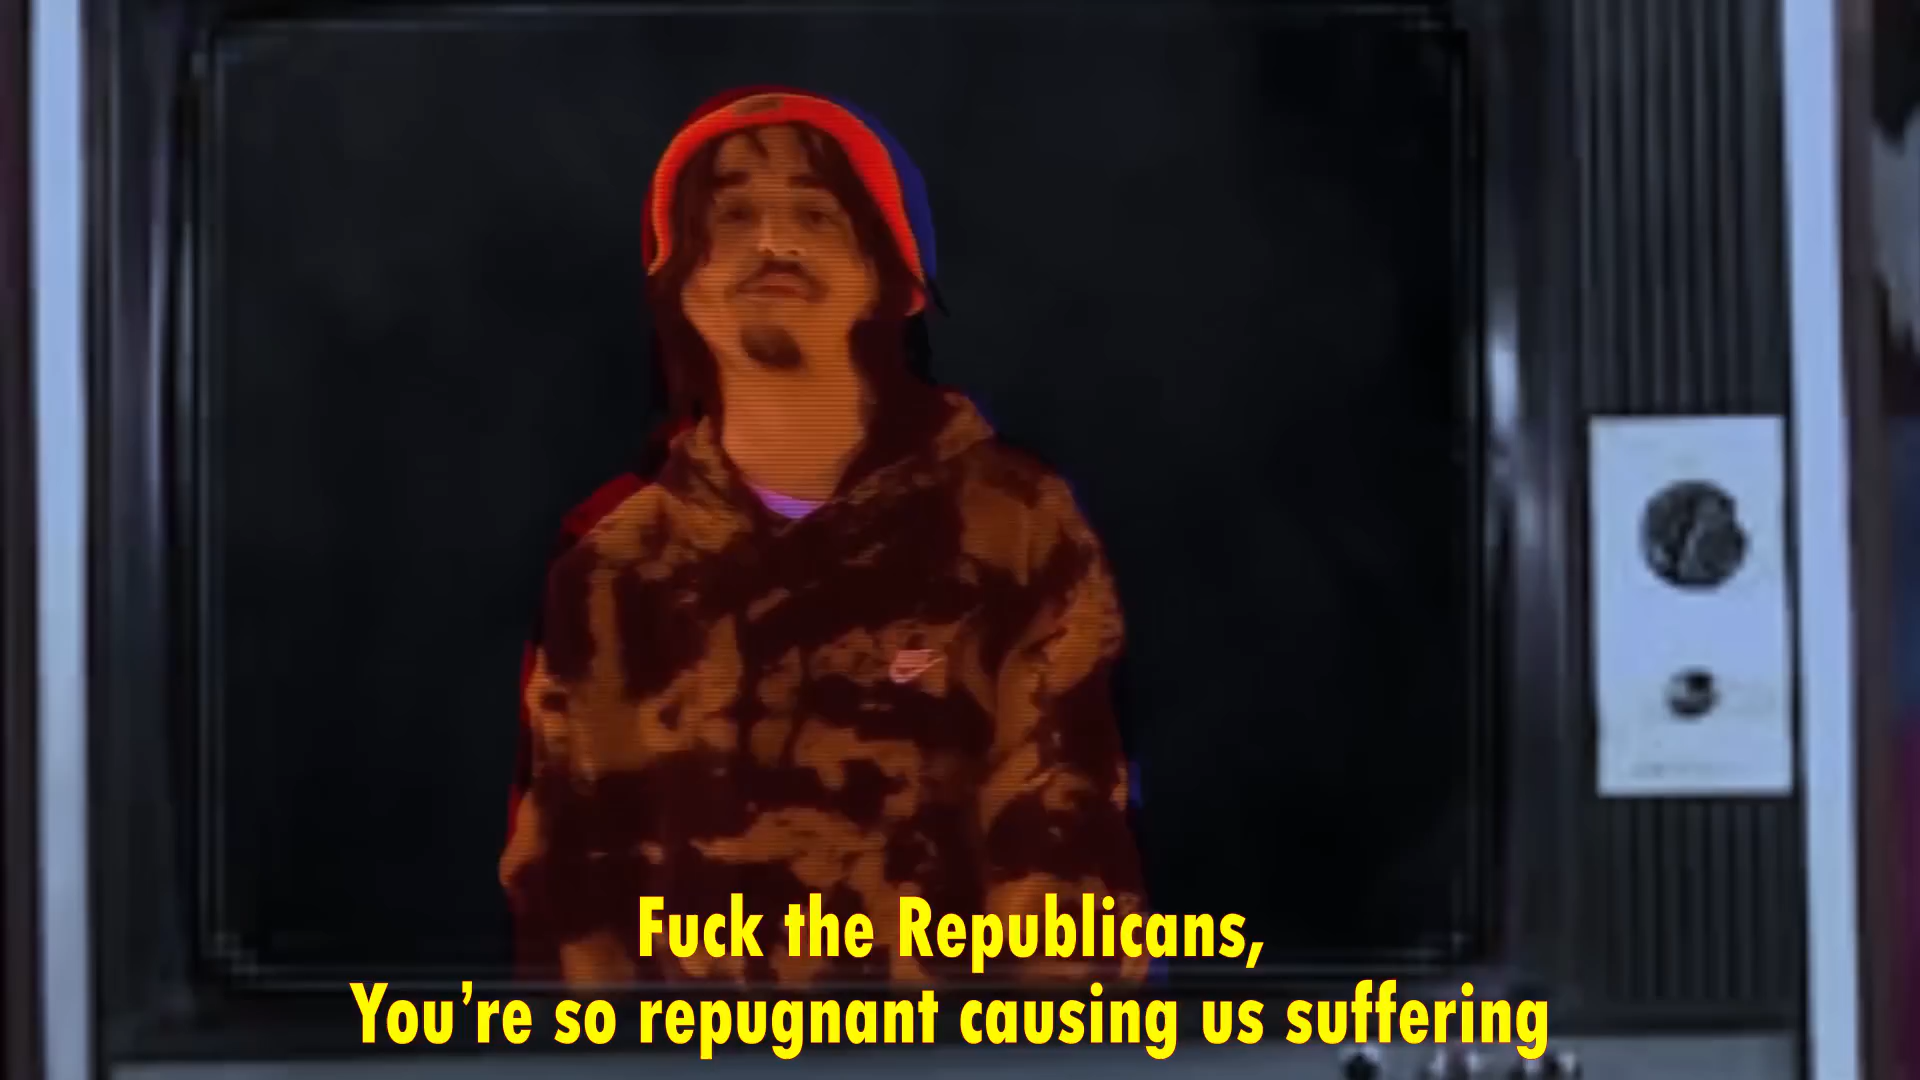 Fuck the Republicans,
You’re so repugnant causing us suffering